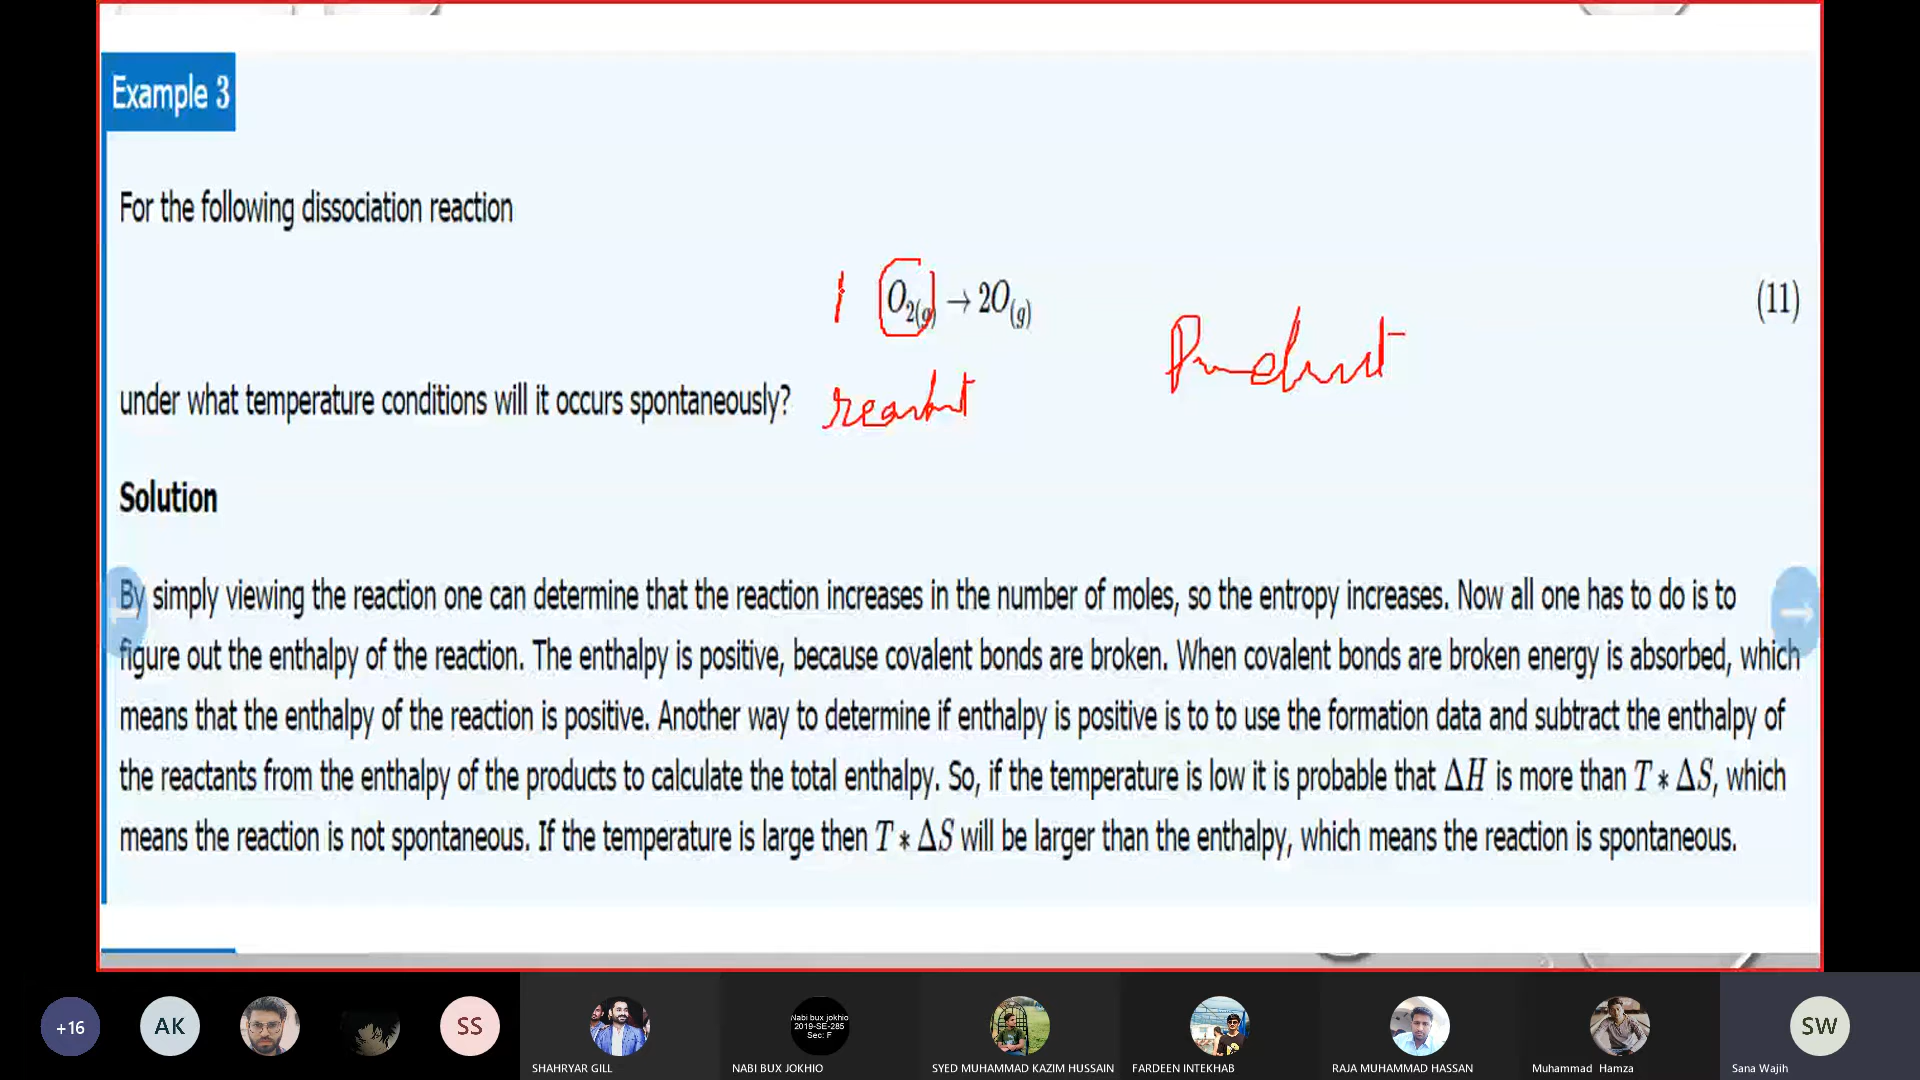 Example 3
For the following dissociation reaction
1 O₂(g) → 2O(g) (11)
Product
under what temperature conditions will it occurs spontaneously?
Solution
By simply viewing the reaction one can determine that the reaction increases in the number of moles, so the entropy increases. Now all one has to do is to
figure out the enthalpy of the reaction. The enthalpy is positive, because covalent bonds are broken. When covalent bonds are broken energy is absorbed, which
means that the enthalpy of the reaction is positive. Another way to determine if enthalpy is positive is to to use the formation data and subtract the enthalpy of
the reactants from the enthalpy of the products to calculate the total enthalpy. So, if the temperature is low it is probable that ΔH is more than T * ΔS, which
means the reaction is not spontaneous. If the temperature is large then T * ΔS will be larger than the enthalpy, which means the reaction is spontaneous.
+16
AK
SS
Nabi bux jokhio
2019-SE-285
Sec: F
SW
SHAHRYAR GILL
NABI BUX JOKHIO
SYED MUHAMMAD KAZIM HUSSAIN
FARDEEN INTEKHAB
RAJA MUHAMMAD HASSAN
Muhammad Hamza
Sana Wajih